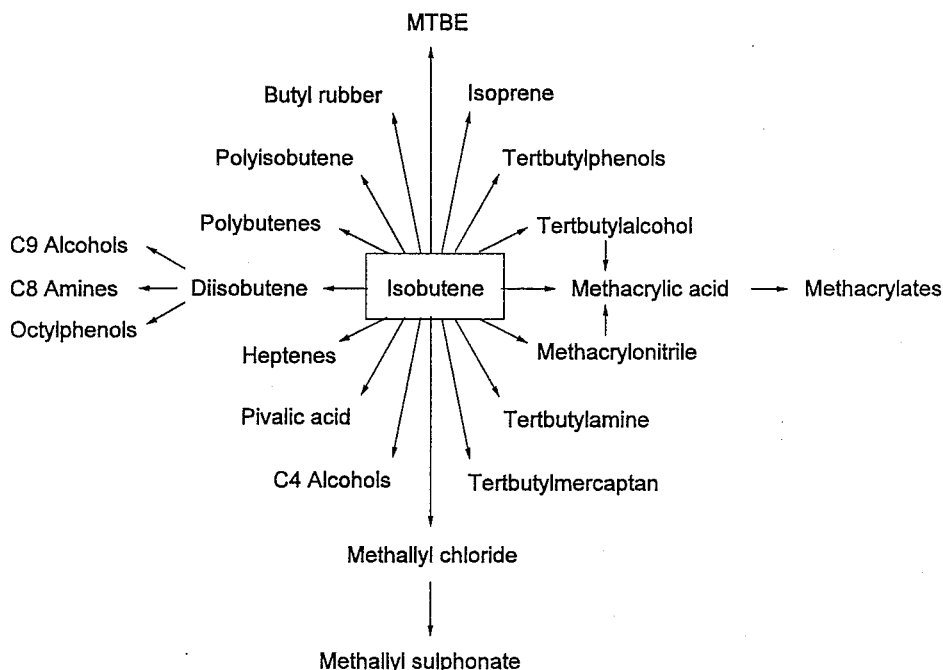 MTBE
Butyl rubber
Isoprene
Polyisobutene
Tertbutylphenols
Polybutenes
Tertbutylalcohol
C9 Alcohols
C8 Amines
Diisobutene
Isobutene
Methacrylic acid
Methacrylates
Octylphenols
Heptenes
Methacrylonitrile
Pivalic acid
Tertbutylamine
C4 Alcohols
Tertbutylmercaptan
Methallyl chloride
Methallyl sulphonate